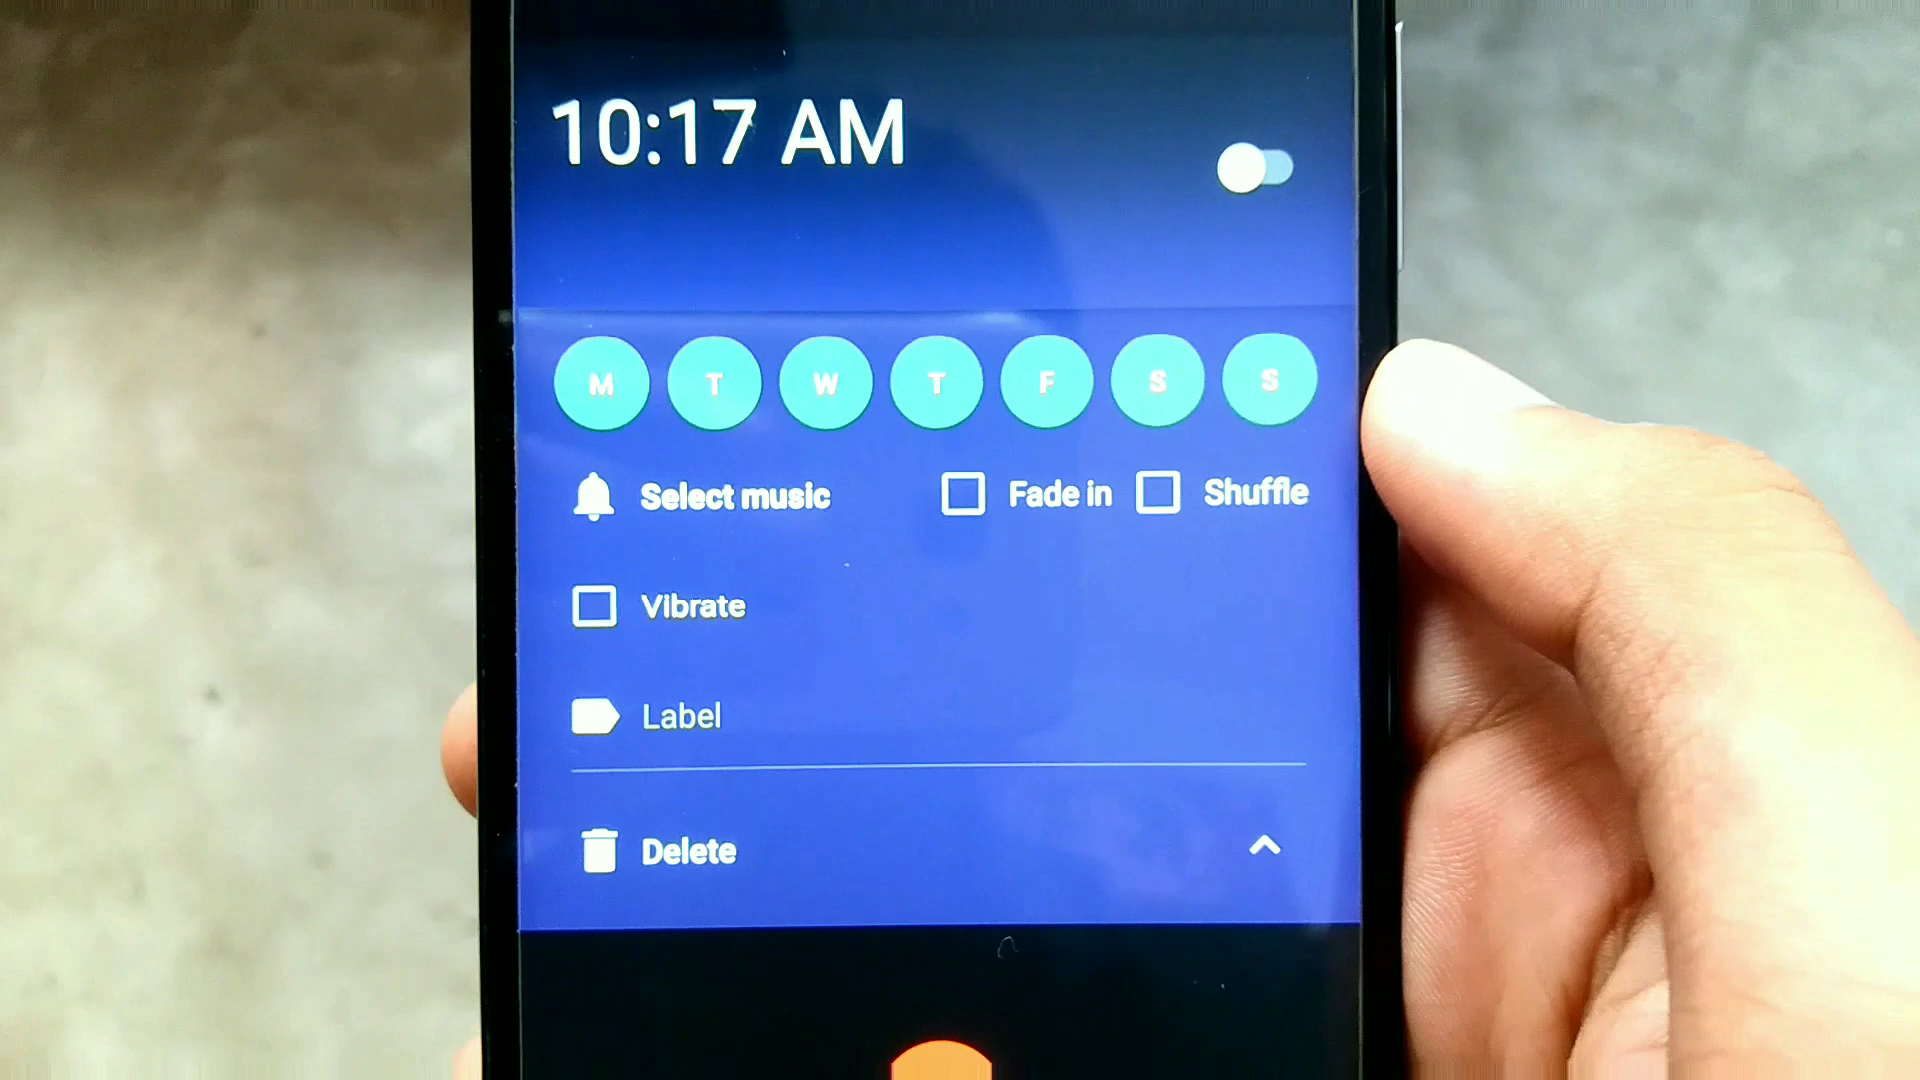 10:17 AM
M T W T F S S
Select music Fade in Shuffle
Vibrate
Label
Delete